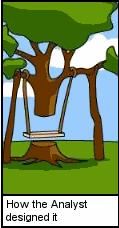 How the Analyst
designed it